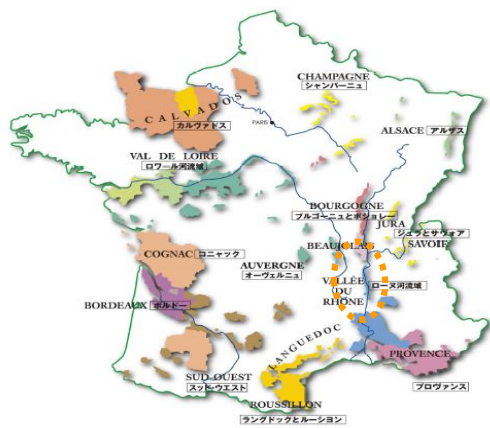 CHAMPAGNE
シャンパーニュ
CALVADOS
カルヴァドス
PARIS
ALSACE アルザス
VAL DE LOIRE
ロワール河流域
BOURGOGNE
ブルゴーニュとボジョレー
JURA
ジュラとサヴォア
SAVOIE
BEAUJOLAIS
COGNAC コニャック
AUVERGNE
オーヴェルニュ
VALLÉE
DU
RHÔNE
ローヌ河流域
BORDEAUX ボルドー
LANGUEDOC
PROVENCE
プロヴァンス
SUD OUEST
スッド・ウエスト
ROUSSILLON
ラングドックとルーション